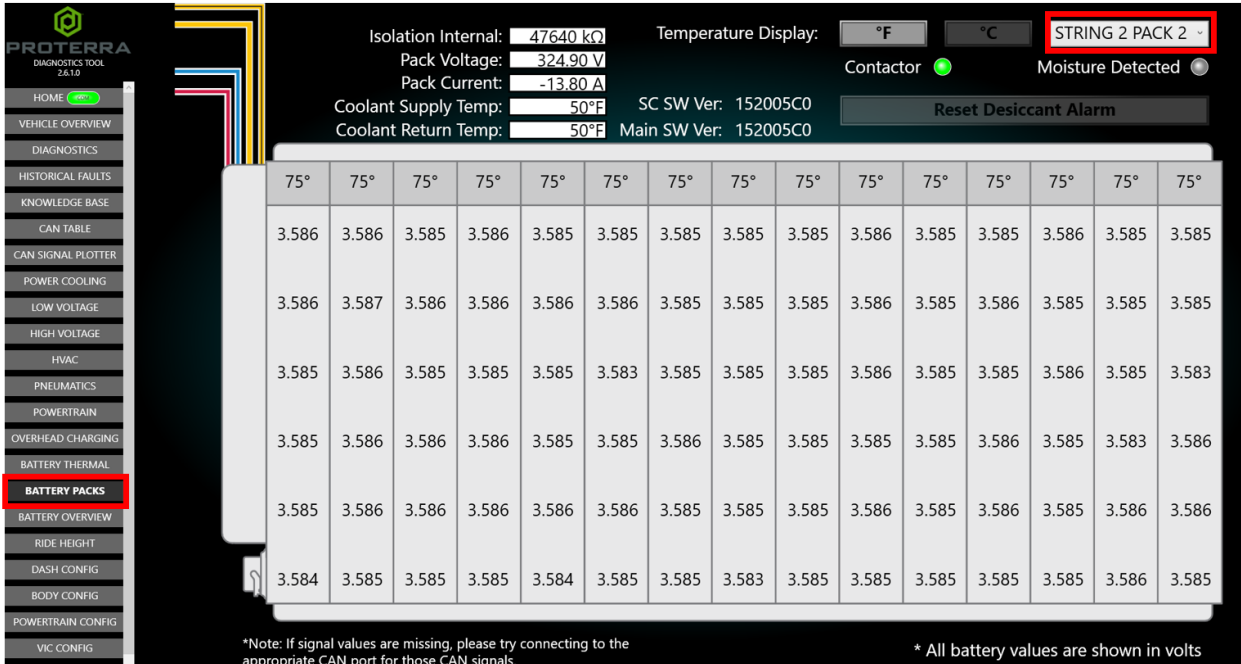 PROTERRA
DIAGNOSTICS TOOL
2.6.1.0
HOME
VEHICLE OVERVIEW
DIAGNOSTICS
HISTORICAL FAULTS
KNOWLEDGE BASE
CAN TABLE
CAN SIGNAL PLOTTER
POWER COOLING
LOW VOLTAGE
HIGH VOLTAGE
HVAC
PNEUMATICS
POWERTRAIN
OVERHEAD CHARGING
BATTERY THERMAL
BATTERY PACKS
BATTERY OVERVIEW
RIDE HEIGHT
DASH CONFIG
BODY CONFIG
POWERTRAIN CONFIG
VIC CONFIG
Isolation Internal: 47640 kΩ
Pack Voltage: 324.90 V
Pack Current: -13.80 A
Coolant Supply Temp: 50°F
Coolant Return Temp: 50°F
SC SW Ver: 152005C0
Main SW Ver: 152005C0
Temperature Display: °F °C
STRING 2 PACK 2
Contactor
Moisture Detected
Reset Desiccant Alarm
75° 75° 75° 75° 75° 75° 75° 75° 75° 75° 75° 75° 75° 75° 75°
3.586 3.586 3.585 3.586 3.585 3.585 3.585 3.585 3.585 3.586 3.585 3.585 3.586 3.585 3.585
3.586 3.587 3.586 3.586 3.586 3.586 3.585 3.585 3.585 3.586 3.585 3.586 3.585 3.585 3.585
3.585 3.586 3.585 3.585 3.585 3.583 3.585 3.585 3.585 3.586 3.585 3.585 3.586 3.585 3.583
3.585 3.586 3.586 3.586 3.585 3.585 3.586 3.585 3.585 3.585 3.585 3.586 3.585 3.583 3.586
3.585 3.586 3.586 3.586 3.586 3.586 3.585 3.586 3.585 3.586 3.585 3.586 3.585 3.586 3.586
3.584 3.585 3.585 3.585 3.584 3.585 3.585 3.583 3.585 3.585 3.585 3.585 3.585 3.586 3.585
*Note: If signal values are missing, please try connecting to the
appropriate CAN port for those CAN signals
* All battery values are shown in volts